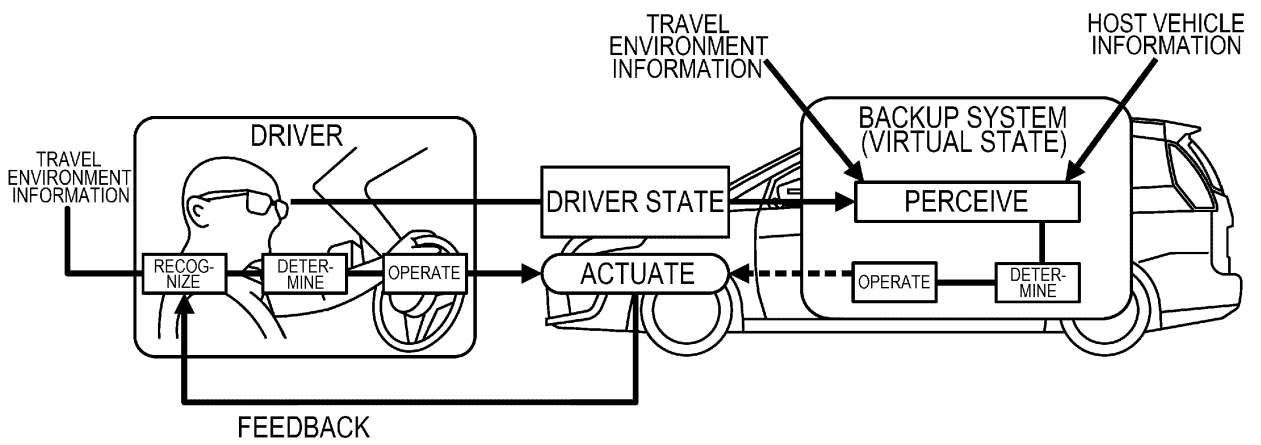 TRAVEL
ENVIRONMENT
INFORMATION
HOST VEHICLE
INFORMATION
DRIVER
BACKUP SYSTEM
(VIRTUAL STATE)
TRAVEL
ENVIRONMENT
INFORMATION
DRIVER STATE
PERCEIVE
RECOG-
NIZE
DETER-
MINE
OPERATE
ACTUATE
OPERATE
DETER-
MINE
FEEDBACK